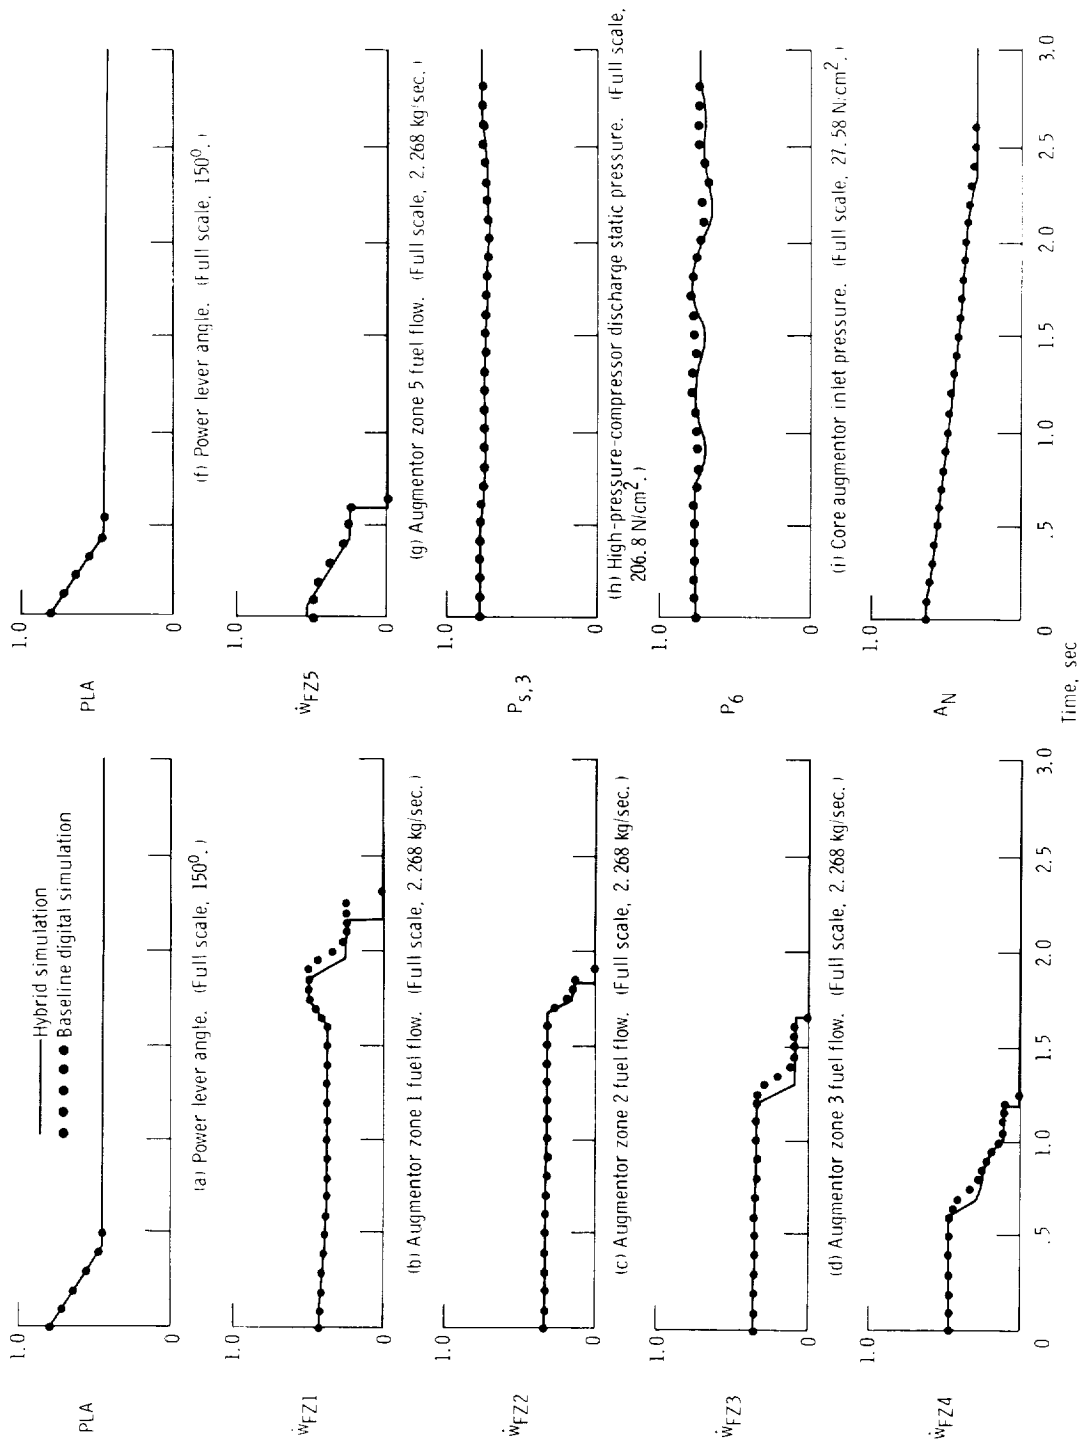 Hybrid simulation
Baseline digital simulation
1.0
PLA
0
(a) Power lever angle. (Full scale, 150⁰.)
1.0
ẇFZ1
0
(b) Augmentor zone 1 fuel flow. (Full scale, 2.268 kg/sec.)
1.0
ẇFZ2
0
(c) Augmentor zone 2 fuel flow. (Full scale, 2.268 kg/sec.)
1.0
ẇFZ3
0
(d) Augmentor zone 3 fuel flow. (Full scale, 2.268 kg/sec.)
1.0
ẇFZ4
0 .5 1.0 1.5 2.0 2.5 3.0
1.0
PLA
0
(f) Power lever angle. (Full scale, 150⁰.)
1.0
ẇFZ5
0
(g) Augmentor zone 5 fuel flow. (Full scale, 2.268 kg/sec.)
1.0
Ps,3
0
(h) High-pressure-compressor discharge static pressure. (Full scale,
206.8 N/cm².)
1.0
P6
0
(i) Core augmentor inlet pressure. (Full scale, 27.58 N/cm².)
1.0
AN
0 .5 1.0 1.5 2.0 2.5 3.0
Time, sec